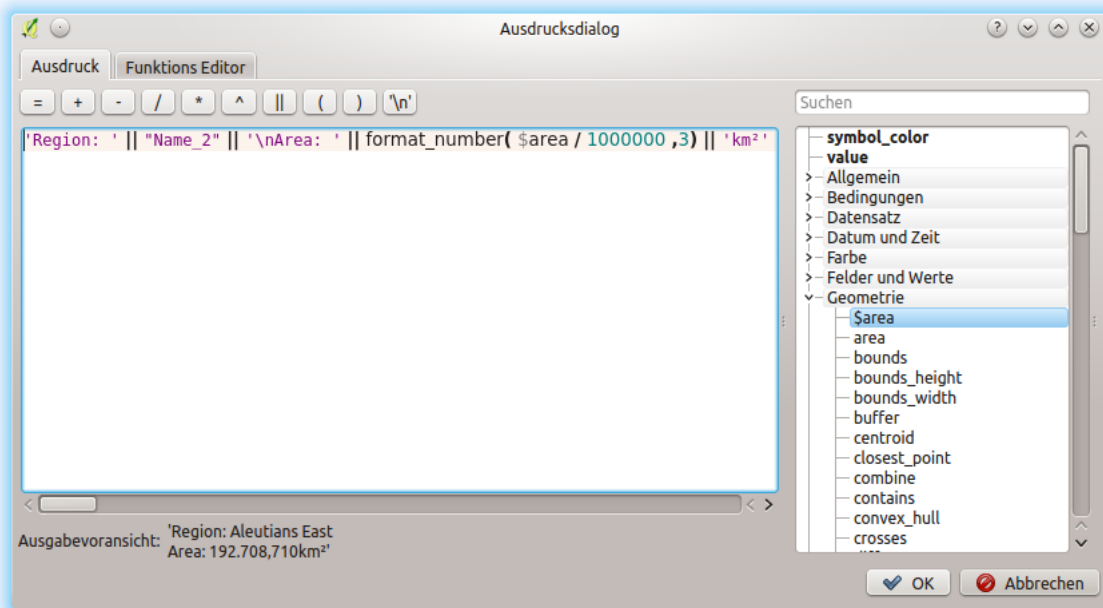 Ausdrucksdialog
Ausdruck
Funktions Editor
= + - / * ^ || ( ) '\n'
Suchen
'Region: ' || "Name_2" || '\nArea: ' || format_number( $area / 1000000 ,3) || 'km²'
symbol_color
value
Allgemein
Bedingungen
Datensatz
Datum und Zeit
Farbe
Felder und Werte
Geometrie
$area
area
bounds
bounds_height
bounds_width
buffer
centroid
closest_point
combine
contains
convex_hull
crosses
Ausgabevoransicht: 'Region: Aleutians East
Area: 192.708,710km²'
OK
Abbrechen